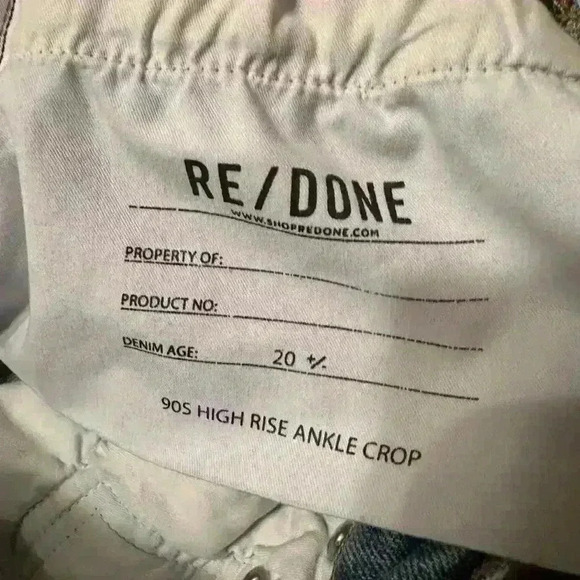 RE/DONE
WWW.SHOPREDONE.COM
PROPERTY OF:
PRODUCT NO:
DENIM AGE: 20 +/-
90S HIGH RISE ANKLE CROP